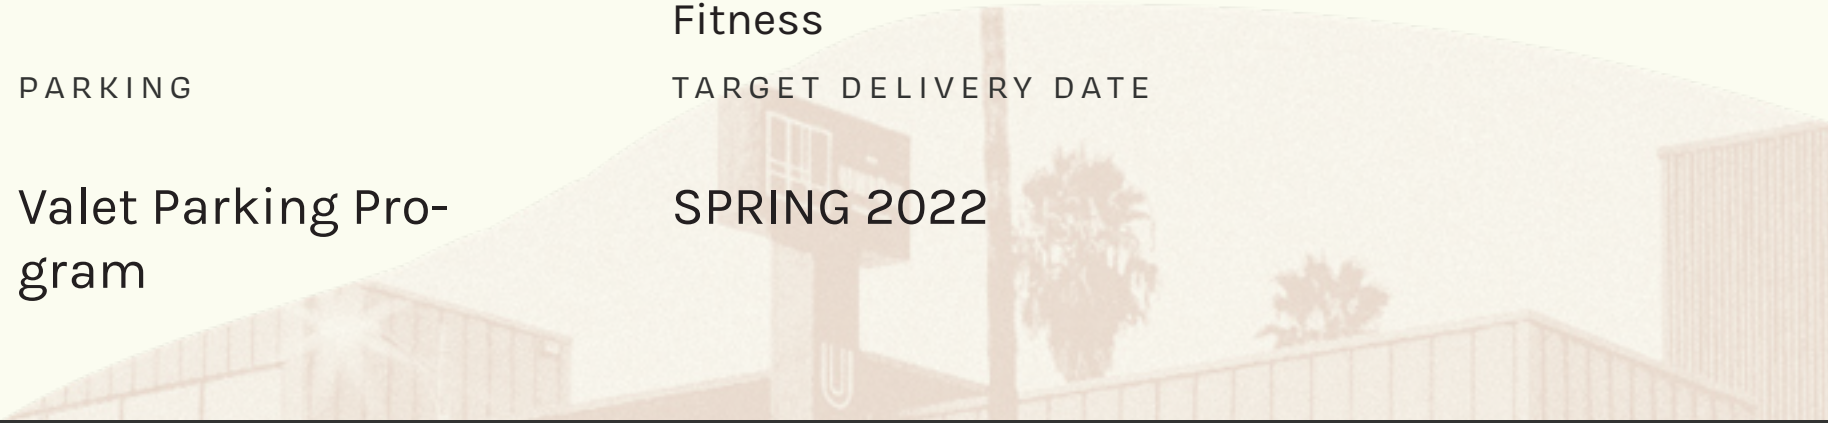 Fitness
PARKING
Valet Parking Pro-
gram
TARGET DELIVERY DATE
SPRING 2022